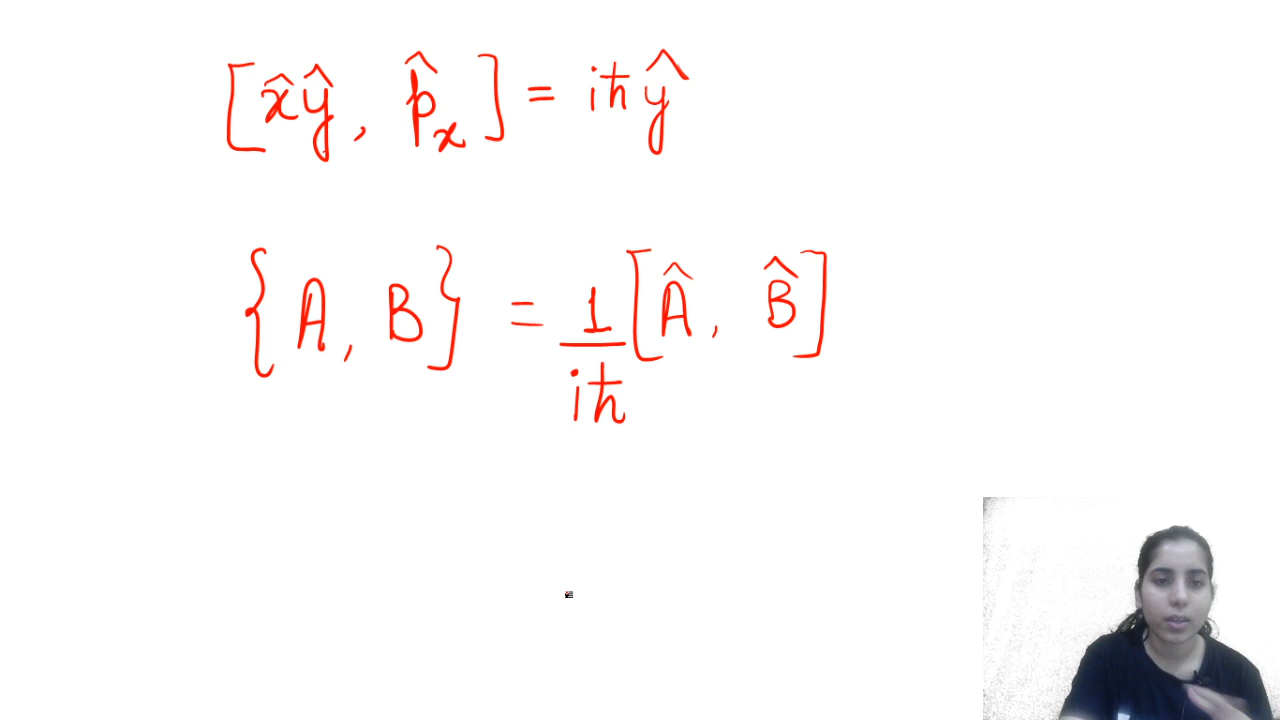 [x̂ŷ, p̂ₓ] = iħŷ
{A, B} = 1/iħ [Â, B̂]